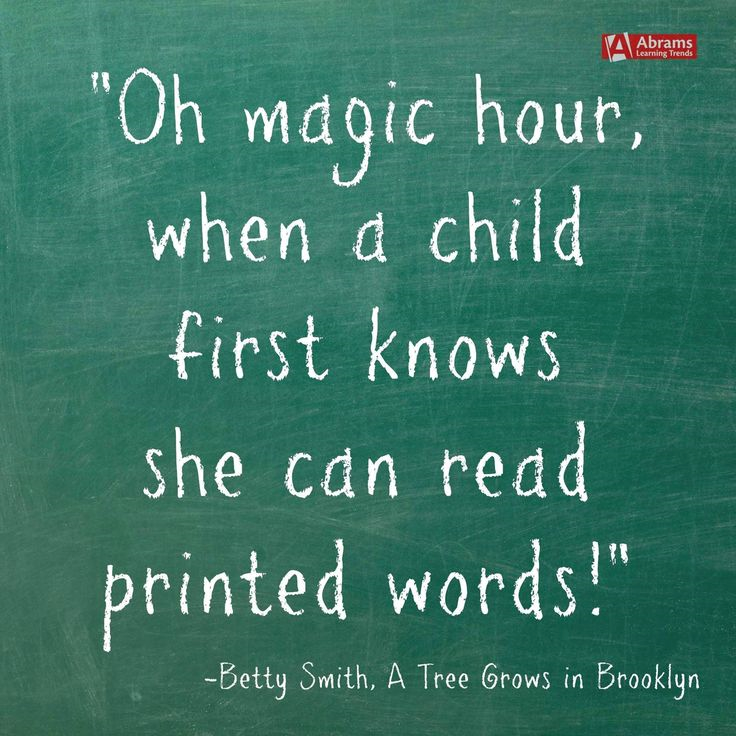 Abrams
Learning Trends
"Oh magic hour,
when a child
first knows
she can read
printed words!"
-Betty Smith, A Tree Grows in Brooklyn